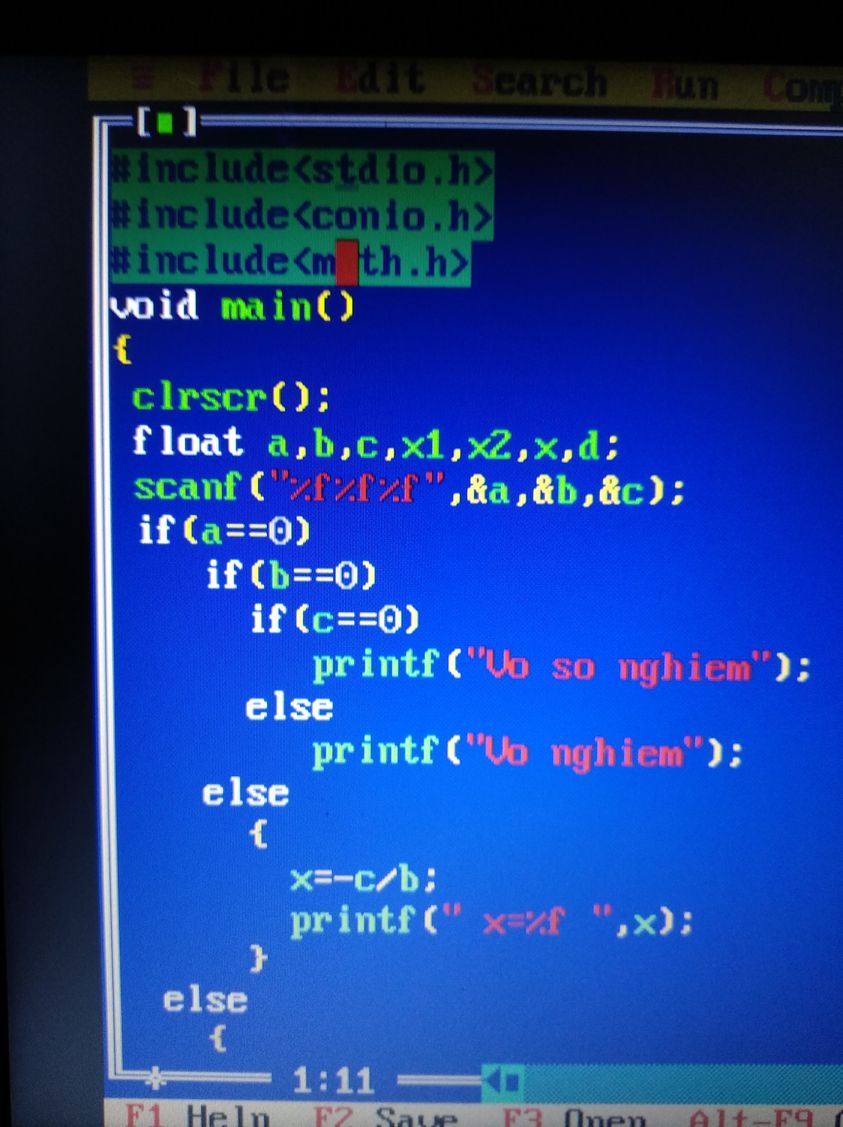 ≡ File Edit Search Run Comp
[■]
#include<stdio.h>
#include<conio.h>
#include<m th.h>
void main()
{
clrscr();
float a,b,c,x1,x2,x,d;
scanf("%f%f%f",&a,&b,&c);
if(a==0)
if(b==0)
if(c==0)
printf("Vo so nghiem");
else
printf("Vo nghiem");
else
{
x=-c/b;
printf(" x=%f ",x);
}
else
{
1:11
F1 Help F2 Save F3 Open Alt-F9